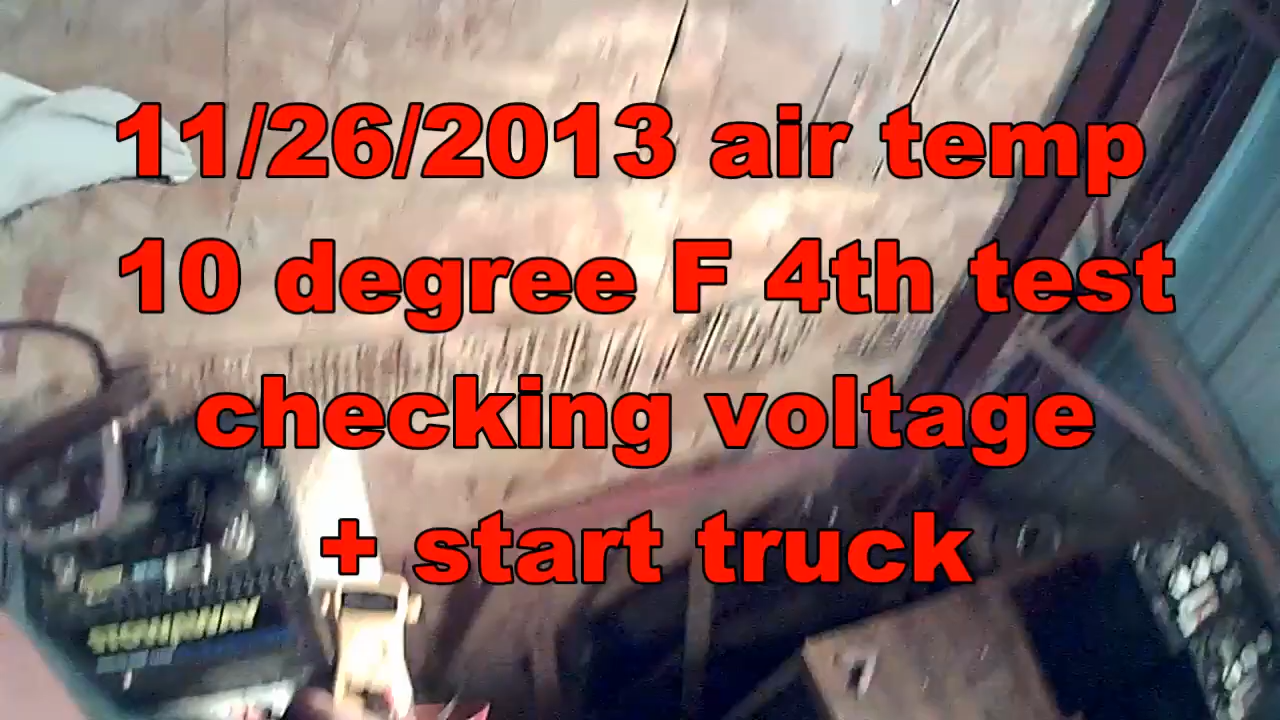 11/26/2013 air temp
10 degree F 4th test
checking voltage
+ start truck